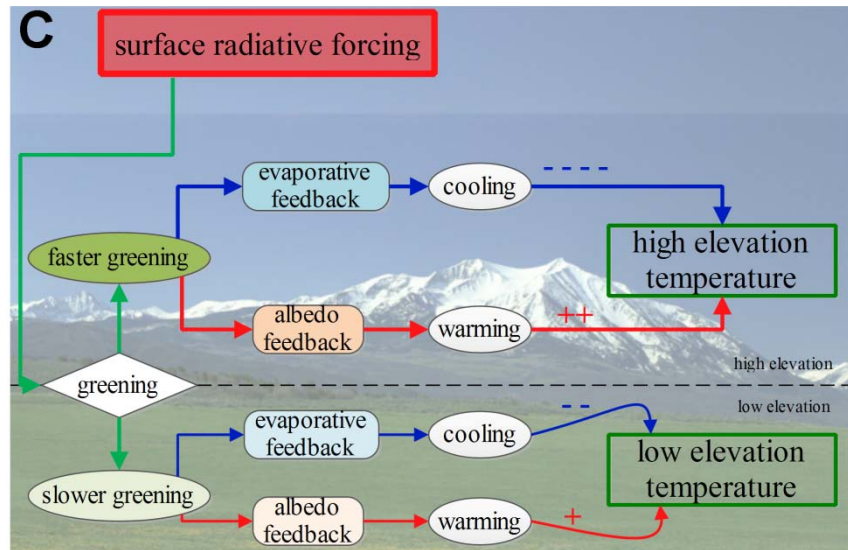 C
surface radiative forcing
evaporative
feedback
cooling
- - - -
faster greening
high elevation
temperature
albedo
feedback
warming
++
high elevation
greening
low elevation
evaporative
feedback
cooling
- -
low elevation
temperature
slower greening
albedo
feedback
warming
+